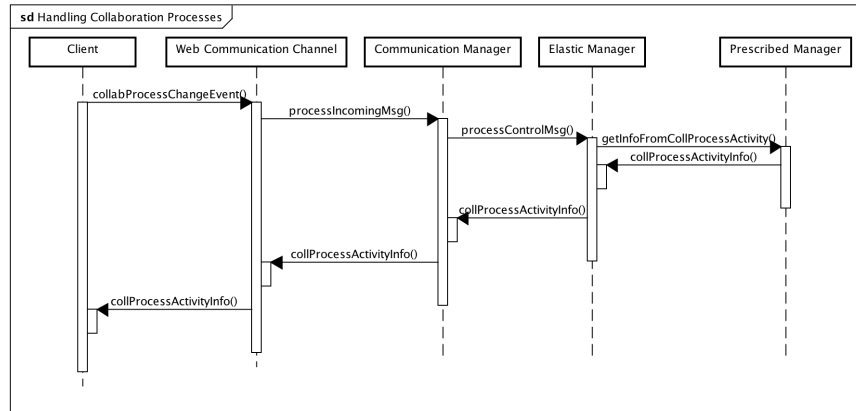 sd Handling Collaboration Processes
Client
Web Communication Channel
Communication Manager
Elastic Manager
Prescribed Manager
collabProcessChangeEvent()
processIncomingMsg()
processControlMsg()
getInfoFromCollProcessActivity()
collProcessActivityInfo()
collProcessActivityInfo()
collProcessActivityInfo()
collProcessActivityInfo()